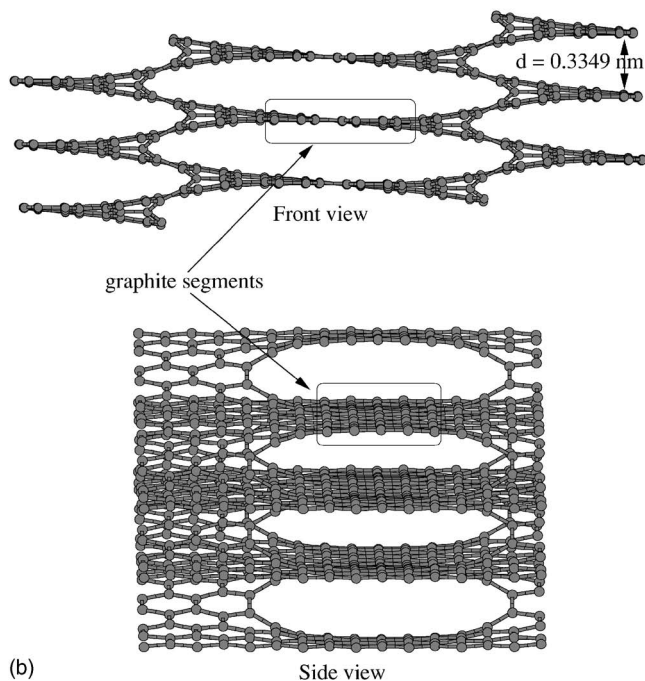 d = 0.3349 nm
Front view
graphite segments
(b)
Side view